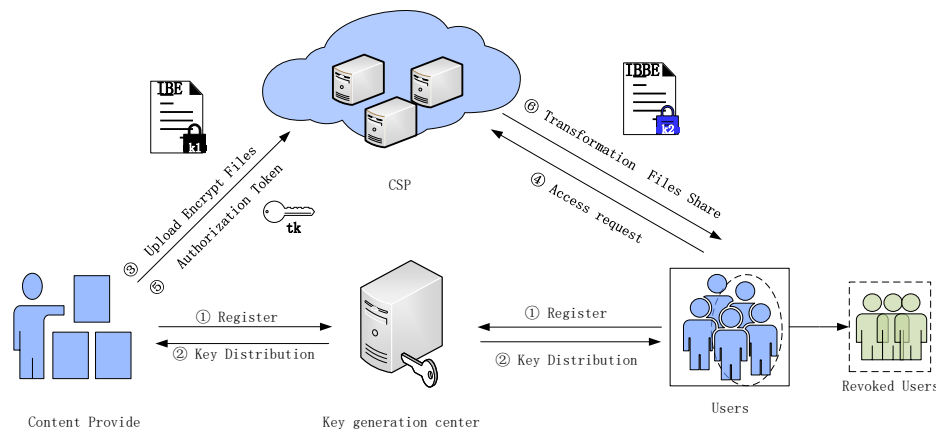 IBE
k1
IBBE
k2
CSP
③ Upload Encrypt Files
⑤ Authorization Token
tk
⑥ Transformation Files Share
④ Access request
① Register
② Key Distribution
① Register
② Key Distribution
Content Provide
Key generation center
Users
Revoked Users